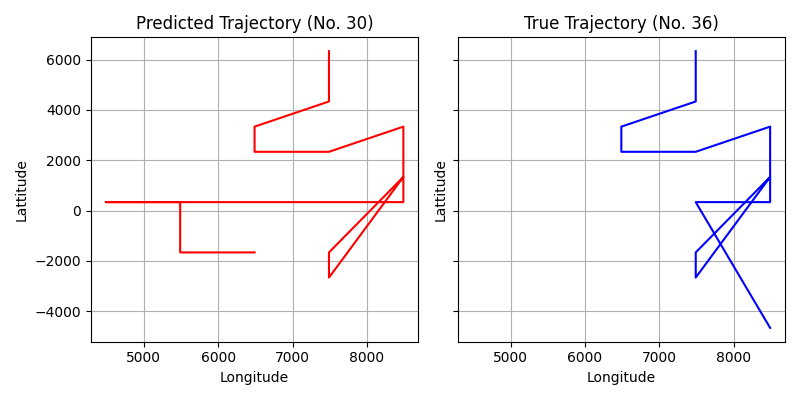 Predicted Trajectory (No. 30)
True Trajectory (No. 36)
Lattitude
6000
4000
2000
0
−2000
−4000
5000 6000 7000 8000
Longitude
Lattitude
5000 6000 7000 8000
Longitude